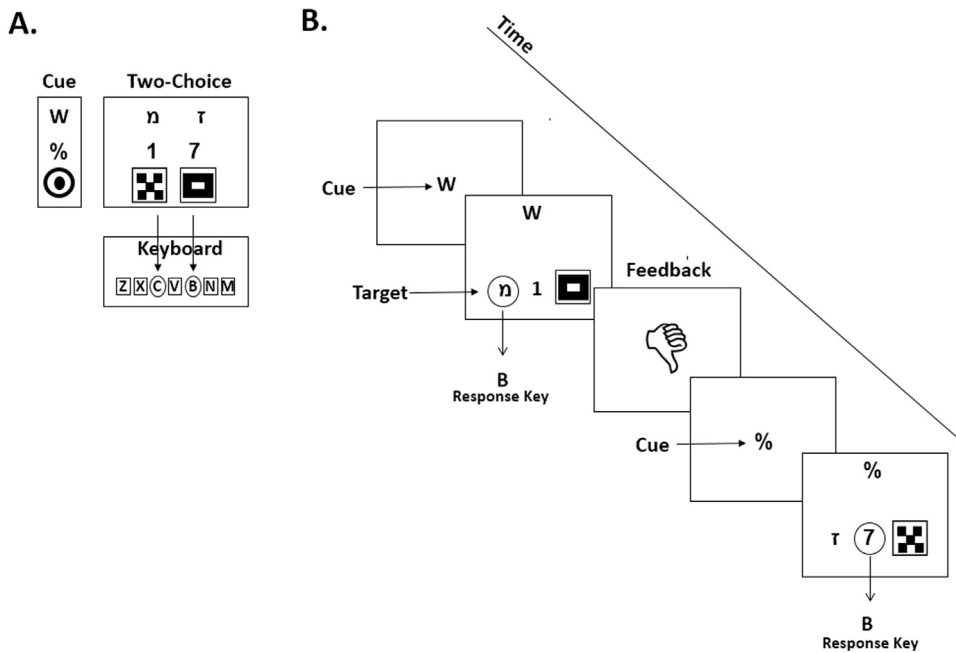 A.
Cue
Two-Choice
W
מ ז
%
1 7
Keyboard
Z X C V B N M
B.
Time
Cue
W
W
Target
מ 1
B
Response Key
Feedback
Cue
%
%
ז 7
B
Response Key